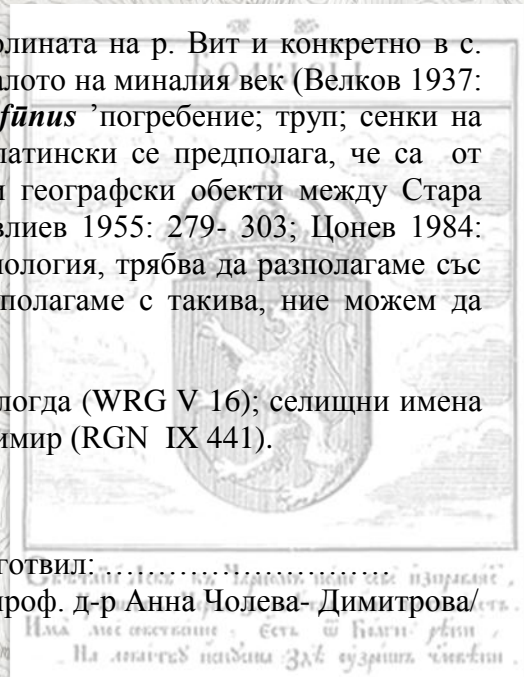 олината на р. Вит и конкретно в с.
алото на миналия век (Велков 1937:
fūnus ’погребение; труп; сенки на
латински се предполага, че са от
и географски обекти между Стара
влиев 1955: 279- 303; Цонев 1984:
нология, трябва да разполагаме със
полагаме с такива, ние можем да
логда (WRG V 16); селищни имена
имир (RGN IX 441).
готвил:…………………………
проф. д-р Анна Чолева- Димитрова/